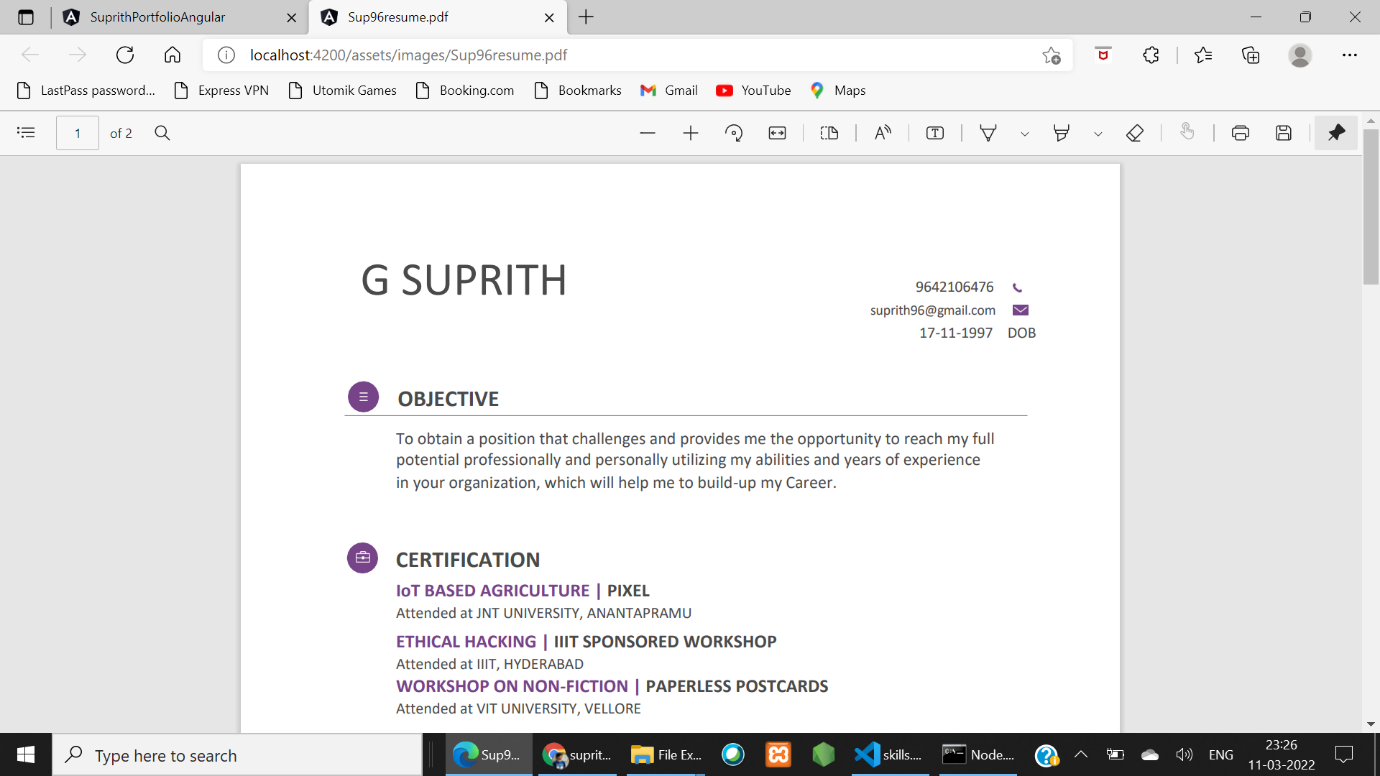 SuprithPortfolioAngular
Sup96resume.pdf
localhost:4200/assets/images/Sup96resume.pdf
LastPass password... Express VPN Utomik Games Booking.com Bookmarks Gmail YouTube Maps
1 of 2
G SUPRITH
9642106476
suprith96@gmail.com
17-11-1997 DOB
OBJECTIVE
To obtain a position that challenges and provides me the opportunity to reach my full
potential professionally and personally utilizing my abilities and years of experience
in your organization, which will help me to build-up my Career.
CERTIFICATION
IoT BASED AGRICULTURE | PIXEL
Attended at JNT UNIVERSITY, ANANTAPRAMU
ETHICAL HACKING | IIIT SPONSORED WORKSHOP
Attended at IIIT, HYDERABAD
WORKSHOP ON NON-FICTION | PAPERLESS POSTCARDS
Attended at VIT UNIVERSITY, VELLORE
Type here to search
Sup9... suprit... File Ex... skills.... Node.... ENG
23:26
11-03-2022